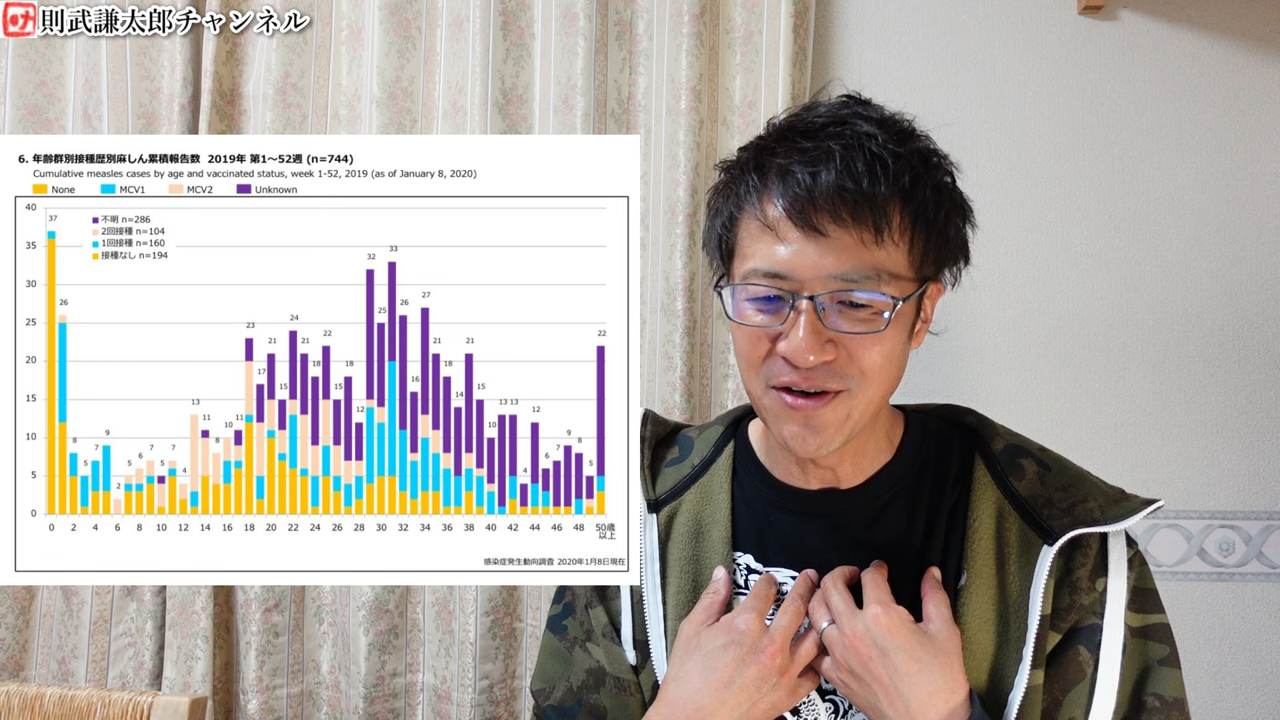 則武謙太郎チャンネル
6. 年齢群別接種歴別麻しん累積報告数 2019年 第1~52週 (n=744)
Cumulative measles cases by age and vaccinated status, week 1-52, 2019 (as of January 8, 2020)
None MCV1 MCV2 Unknown
不明 n=286
2回接種 n=104
1回接種 n=160
接種なし n=194
40
35
30
25
20
15
10
5
0
37 26 8 5 7 9 2 5 6 7 5 7 4 13 11 8 10 11 23 17 21 15 24 21 18 22 15 18 12 32 25 33 26 16 27 21 18 14 21 15 10 13 13 4 12 6 7 9 8 5 22
0 2 4 6 8 10 12 14 16 18 20 22 24 26 28 30 32 34 36 38 40 42 44 46 48 50歳
以上
感染症発生動向調査 2020年1月8日現在